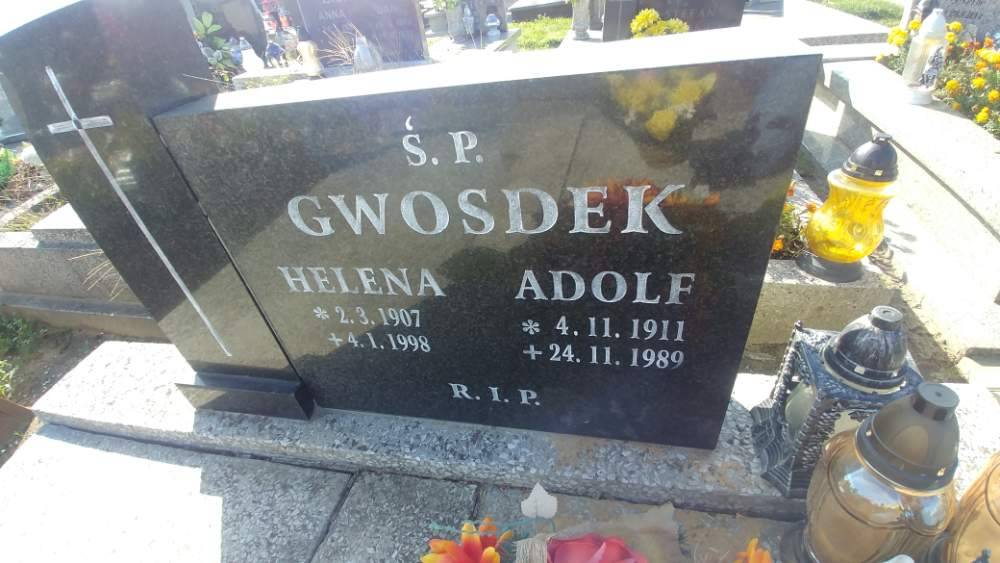 Ś. P.
GWOSDEK
HELENA
* 2. 3. 1907
+ 4. 1. 1998
ADOLF
* 4. 11. 1911
+ 24. 11. 1989
R. I. P.